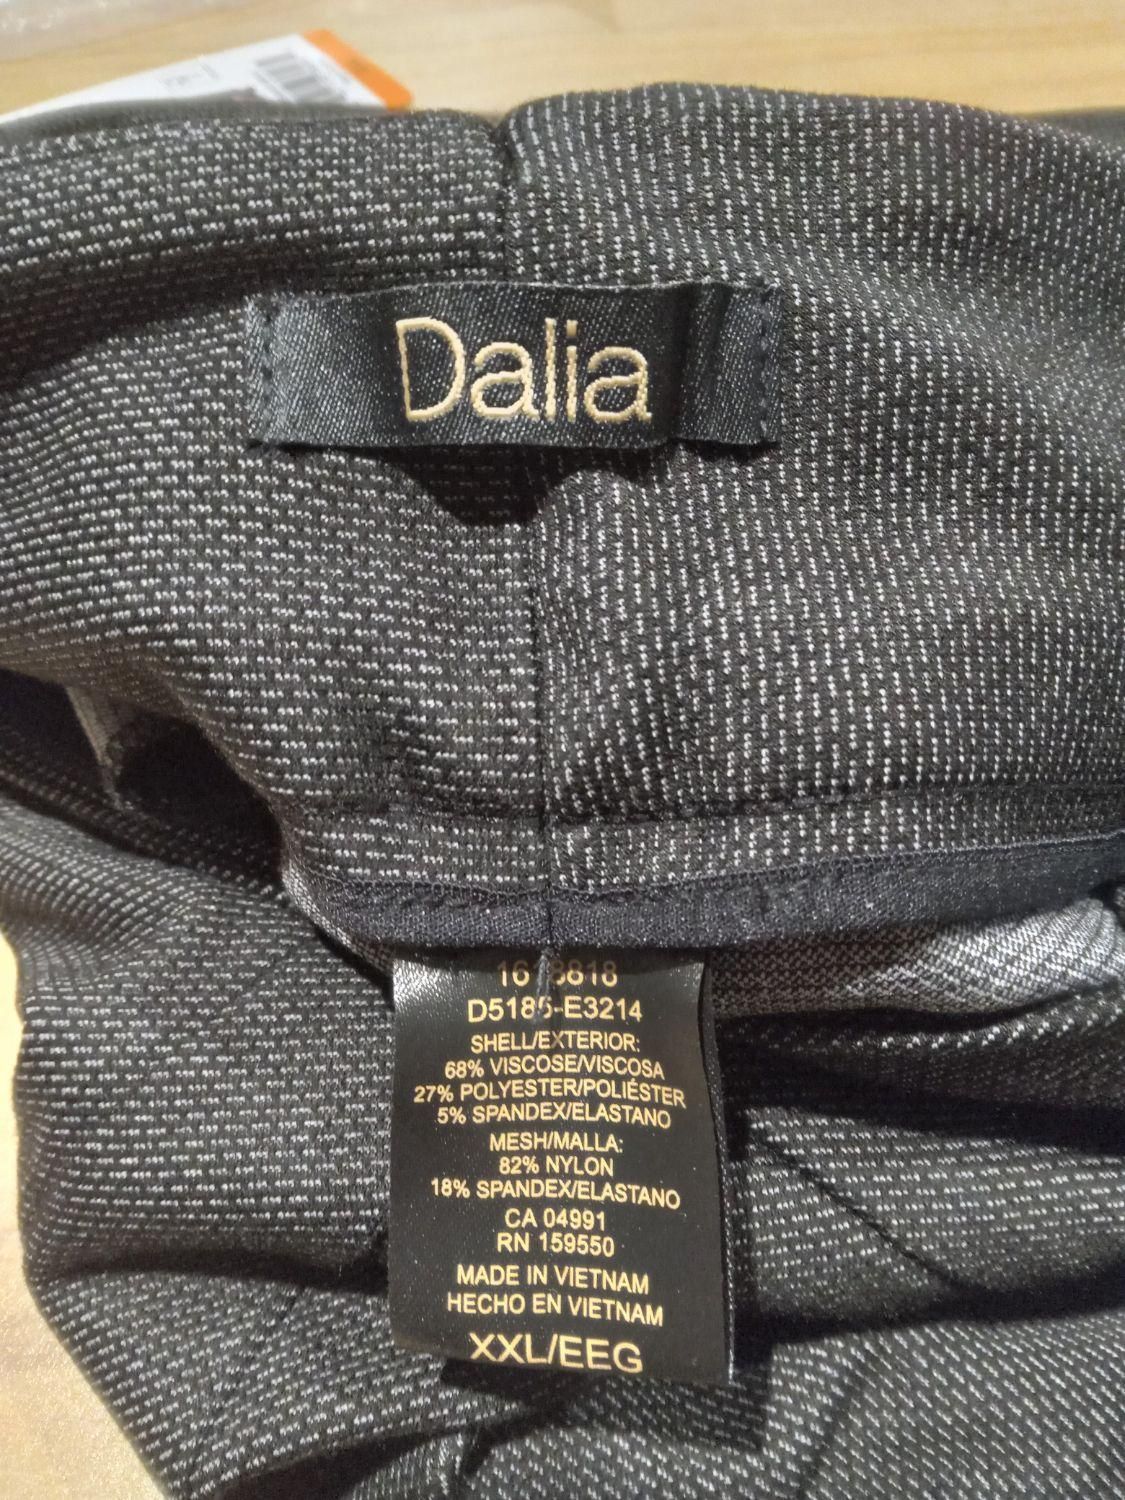 Dalia
D5185-E3214
SHELL/EXTERIOR:
68% VISCOSE/VISCOSA
27% POLYESTER/POLIÉSTER
5% SPANDEX/ELASTANO
MESH/MALLA:
82% NYLON
18% SPANDEX/ELASTANO
CA 04991
RN 159550
MADE IN VIETNAM
HECHO EN VIETNAM
XXL/EEG